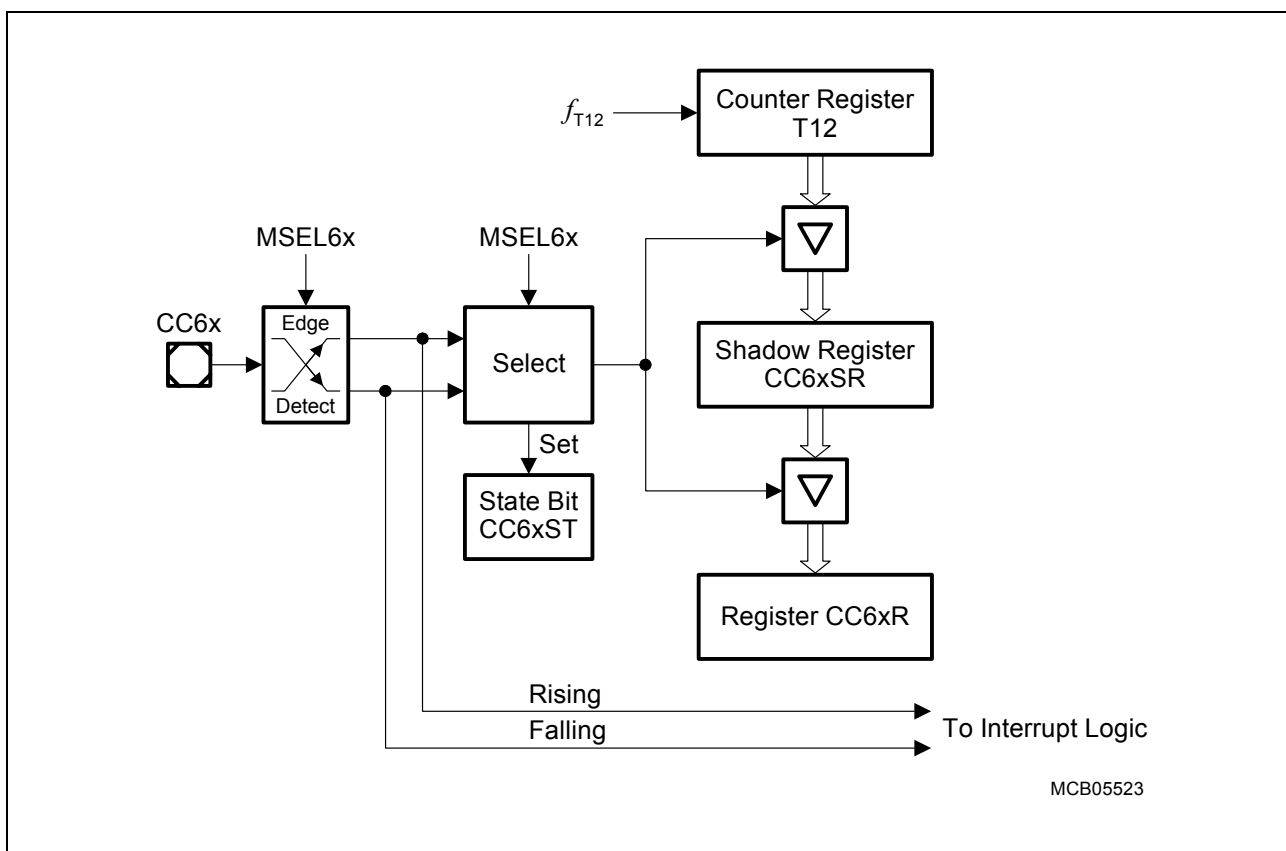 Counter Register
T12
fT12
MSEL6x
MSEL6x
CC6x
Edge
Detect
Select
Shadow Register
CC6xSR
Set
State Bit
CC6xST
Register CC6xR
Rising
Falling
To Interrupt Logic
MCB05523